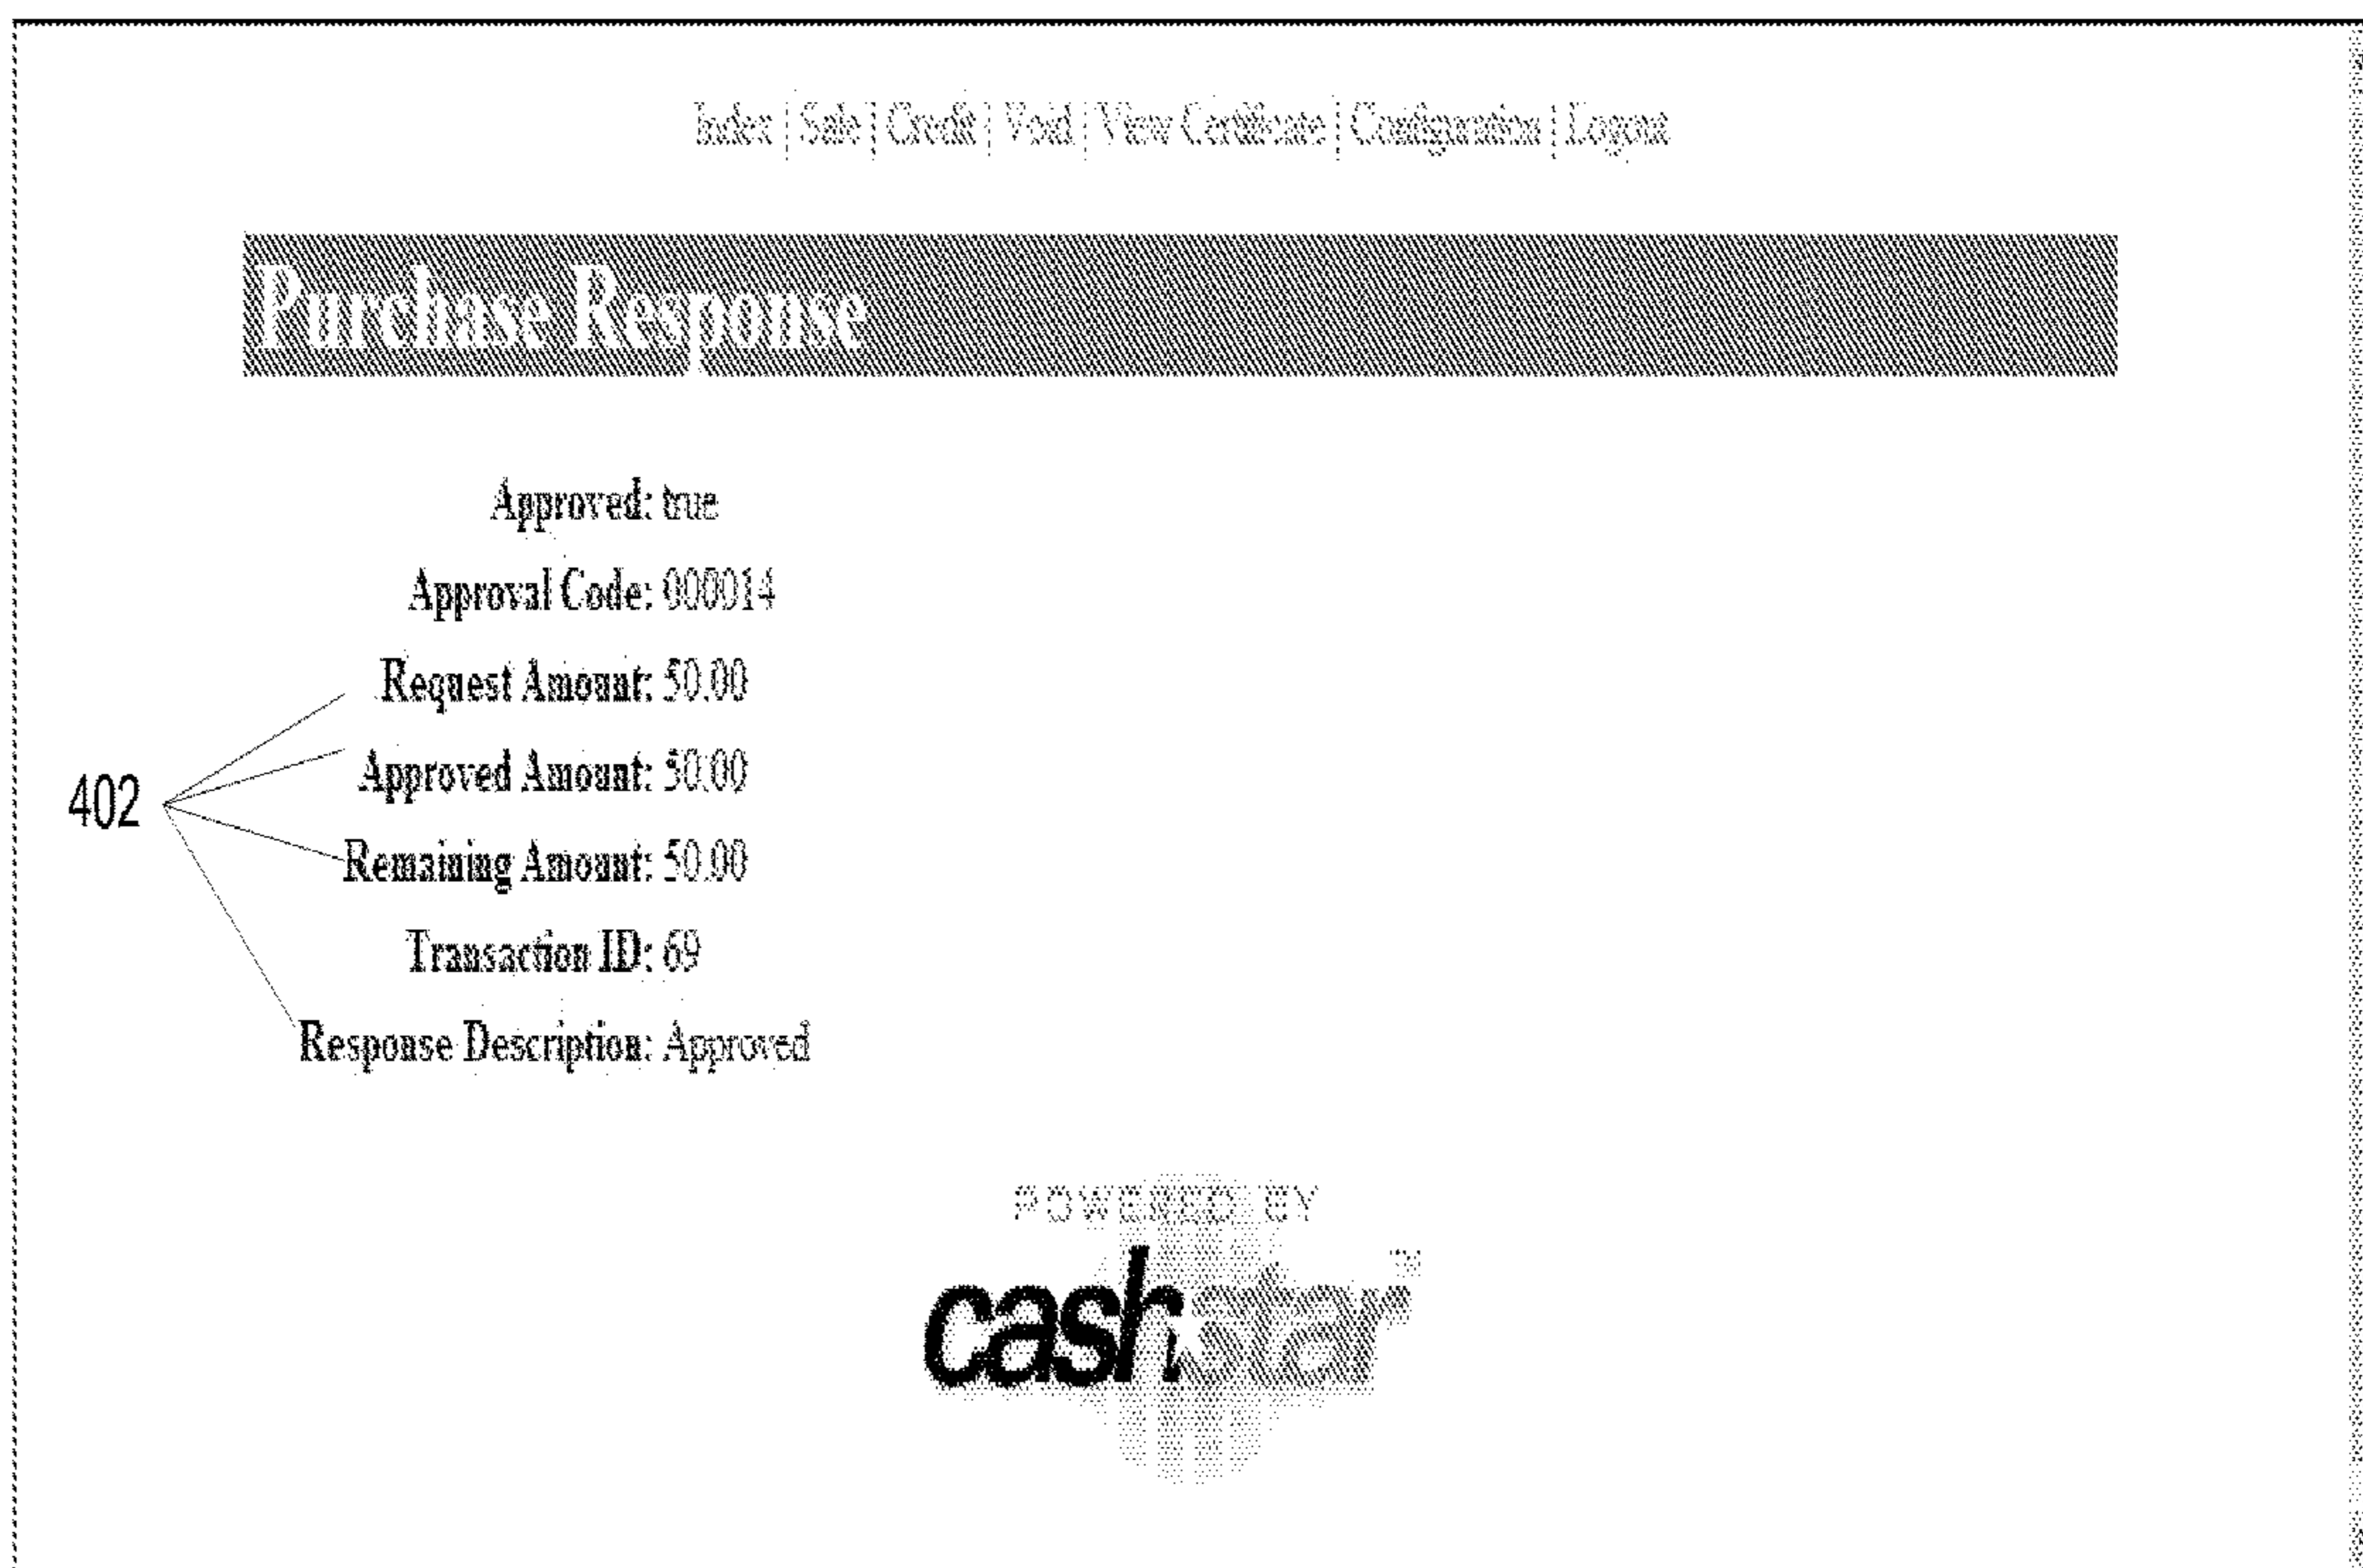 Index | Sale | Credit | Void | View Certificate | Configuration | Logout
Purchase Response
Approved: true
Approval Code: 000014
Request Amount: 50.00
Approved Amount: 50.00
402
Remaining Amount: 50.00
Transaction ID: 69
Response Description: Approved
POWERED BY
cashstar™